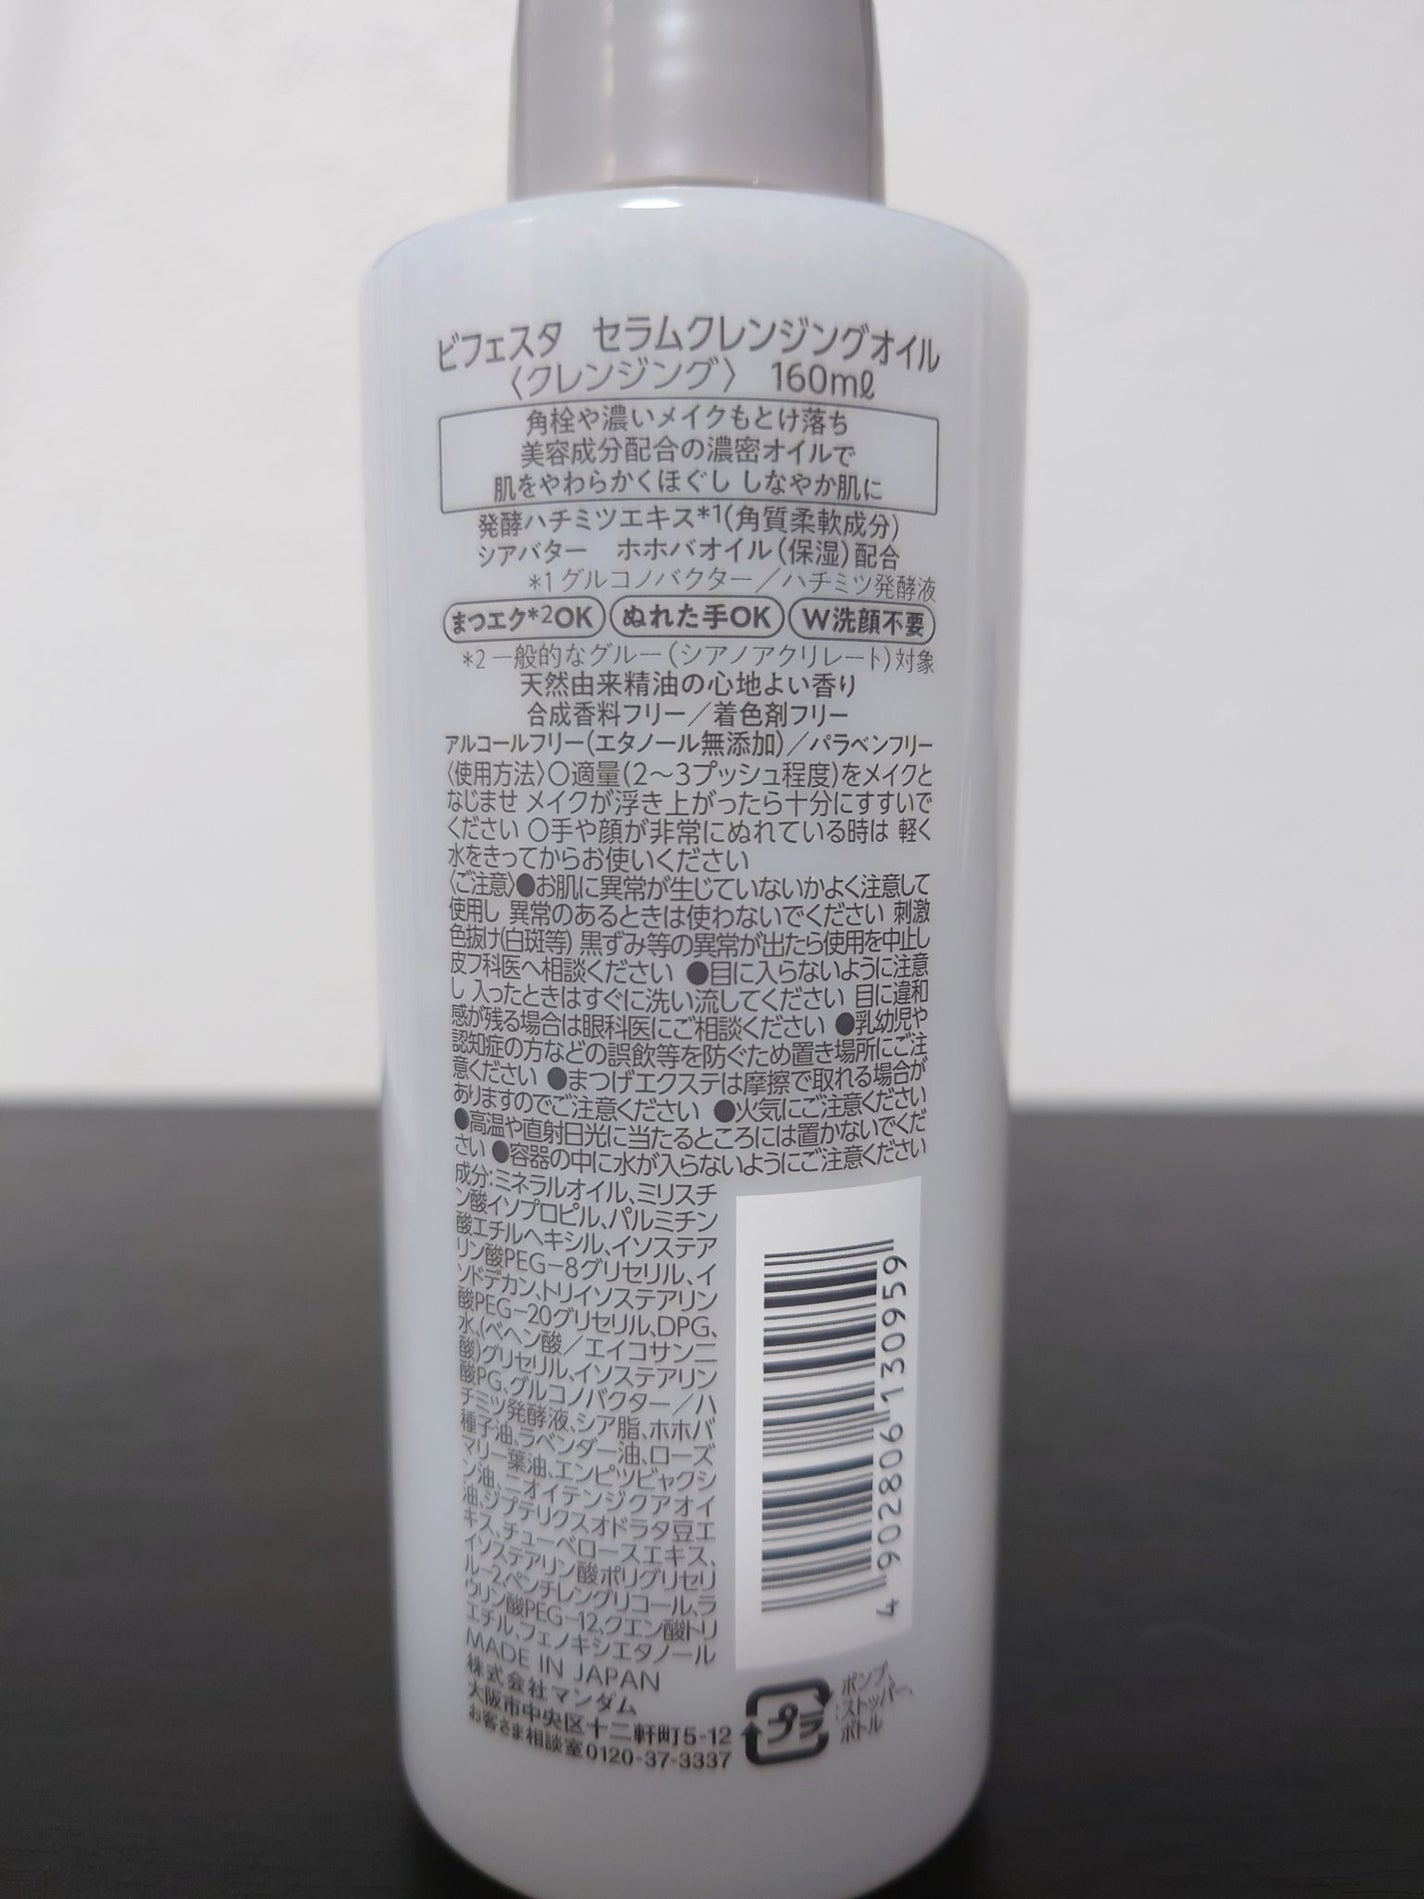 ビフェスタ　セラムクレンジングオイル
〈クレンジング〉 160mℓ
角栓や濃いメイクもとけ落ち
美容成分配合の濃密オイルで
肌をやわらかくほぐし しなやか肌に
発酵ハチミツエキス*1(角質柔軟成分)
シアバター　ホホバオイル(保湿)配合
*1 グルコノバクター／ハチミツ発酵液
まつエク*2OK ぬれた手OK W洗顔不要
*2 一般的なグルー(シアノアクリレート)対象
天然由来精油の心地よい香り
合成香料フリー／着色剤フリー
アルコールフリー(エタノール無添加)／パラベンフリー
〈使用方法〉○適量(2～3プッシュ程度)をメイクと
なじませ メイクが浮き上がったら十分にすすいで
ください ○手や顔が非常にぬれている時は 軽く
水をきってからお使いください
〈ご注意〉●お肌に異常が生じていないかよく注意して
使用し 異常のあるときは使わないでください 刺激
色抜け(白斑等) 黒ずみ等の異常が出たら使用を中止し
皮フ科医へ相談ください ●目に入らないように注意
し 入ったときはすぐに洗い流してください 目に違和
感が残る場合は眼科医にご相談ください ●乳幼児や
認知症の方などの誤飲等を防ぐため置き場所にご注
意ください ●まつげエクステは摩擦で取れる場合が
ありますのでご注意ください ●火気にご注意ください
●高温や直射日光に当たるところには置かないでくだ
さい ●容器の中に水が入らないようにご注意ください
成分:ミネラルオイル、ミリスチ
ン酸イソプロピル、パルミチン
酸エチルヘキシル、イソステア
リン酸PEG-8グリセリル、イ
ソドデカン、トリイソステアリン
酸PEG-20グリセリル、DPG、
水、(ベヘン酸／エイコサン二
酸)グリセリル、イソステアリン
酸PG、グルコノバクター／ハ
チミツ発酵液、シア脂、ホホバ
種子油、ラベンダー油、ローズ
マリー葉油、エンピツビャクシ
ン油、ニオイテンジクアオイ
油、ジプテリクスオドラタ豆エ
キス、チューベロースエキス、
イソステアリン酸ポリグリセリ
ル-2、ペンチレングリコール、ラ
ウリン酸PEG-12、クエン酸トリ
エチル、フェノキシエタノール
MADE IN JAPAN
株式会社マンダム
大阪市中央区十二軒町5-12
お客さま相談室0120-37-3337
4 902806 130959
プラ
ポンプ、
:ストッパー、
ボトル